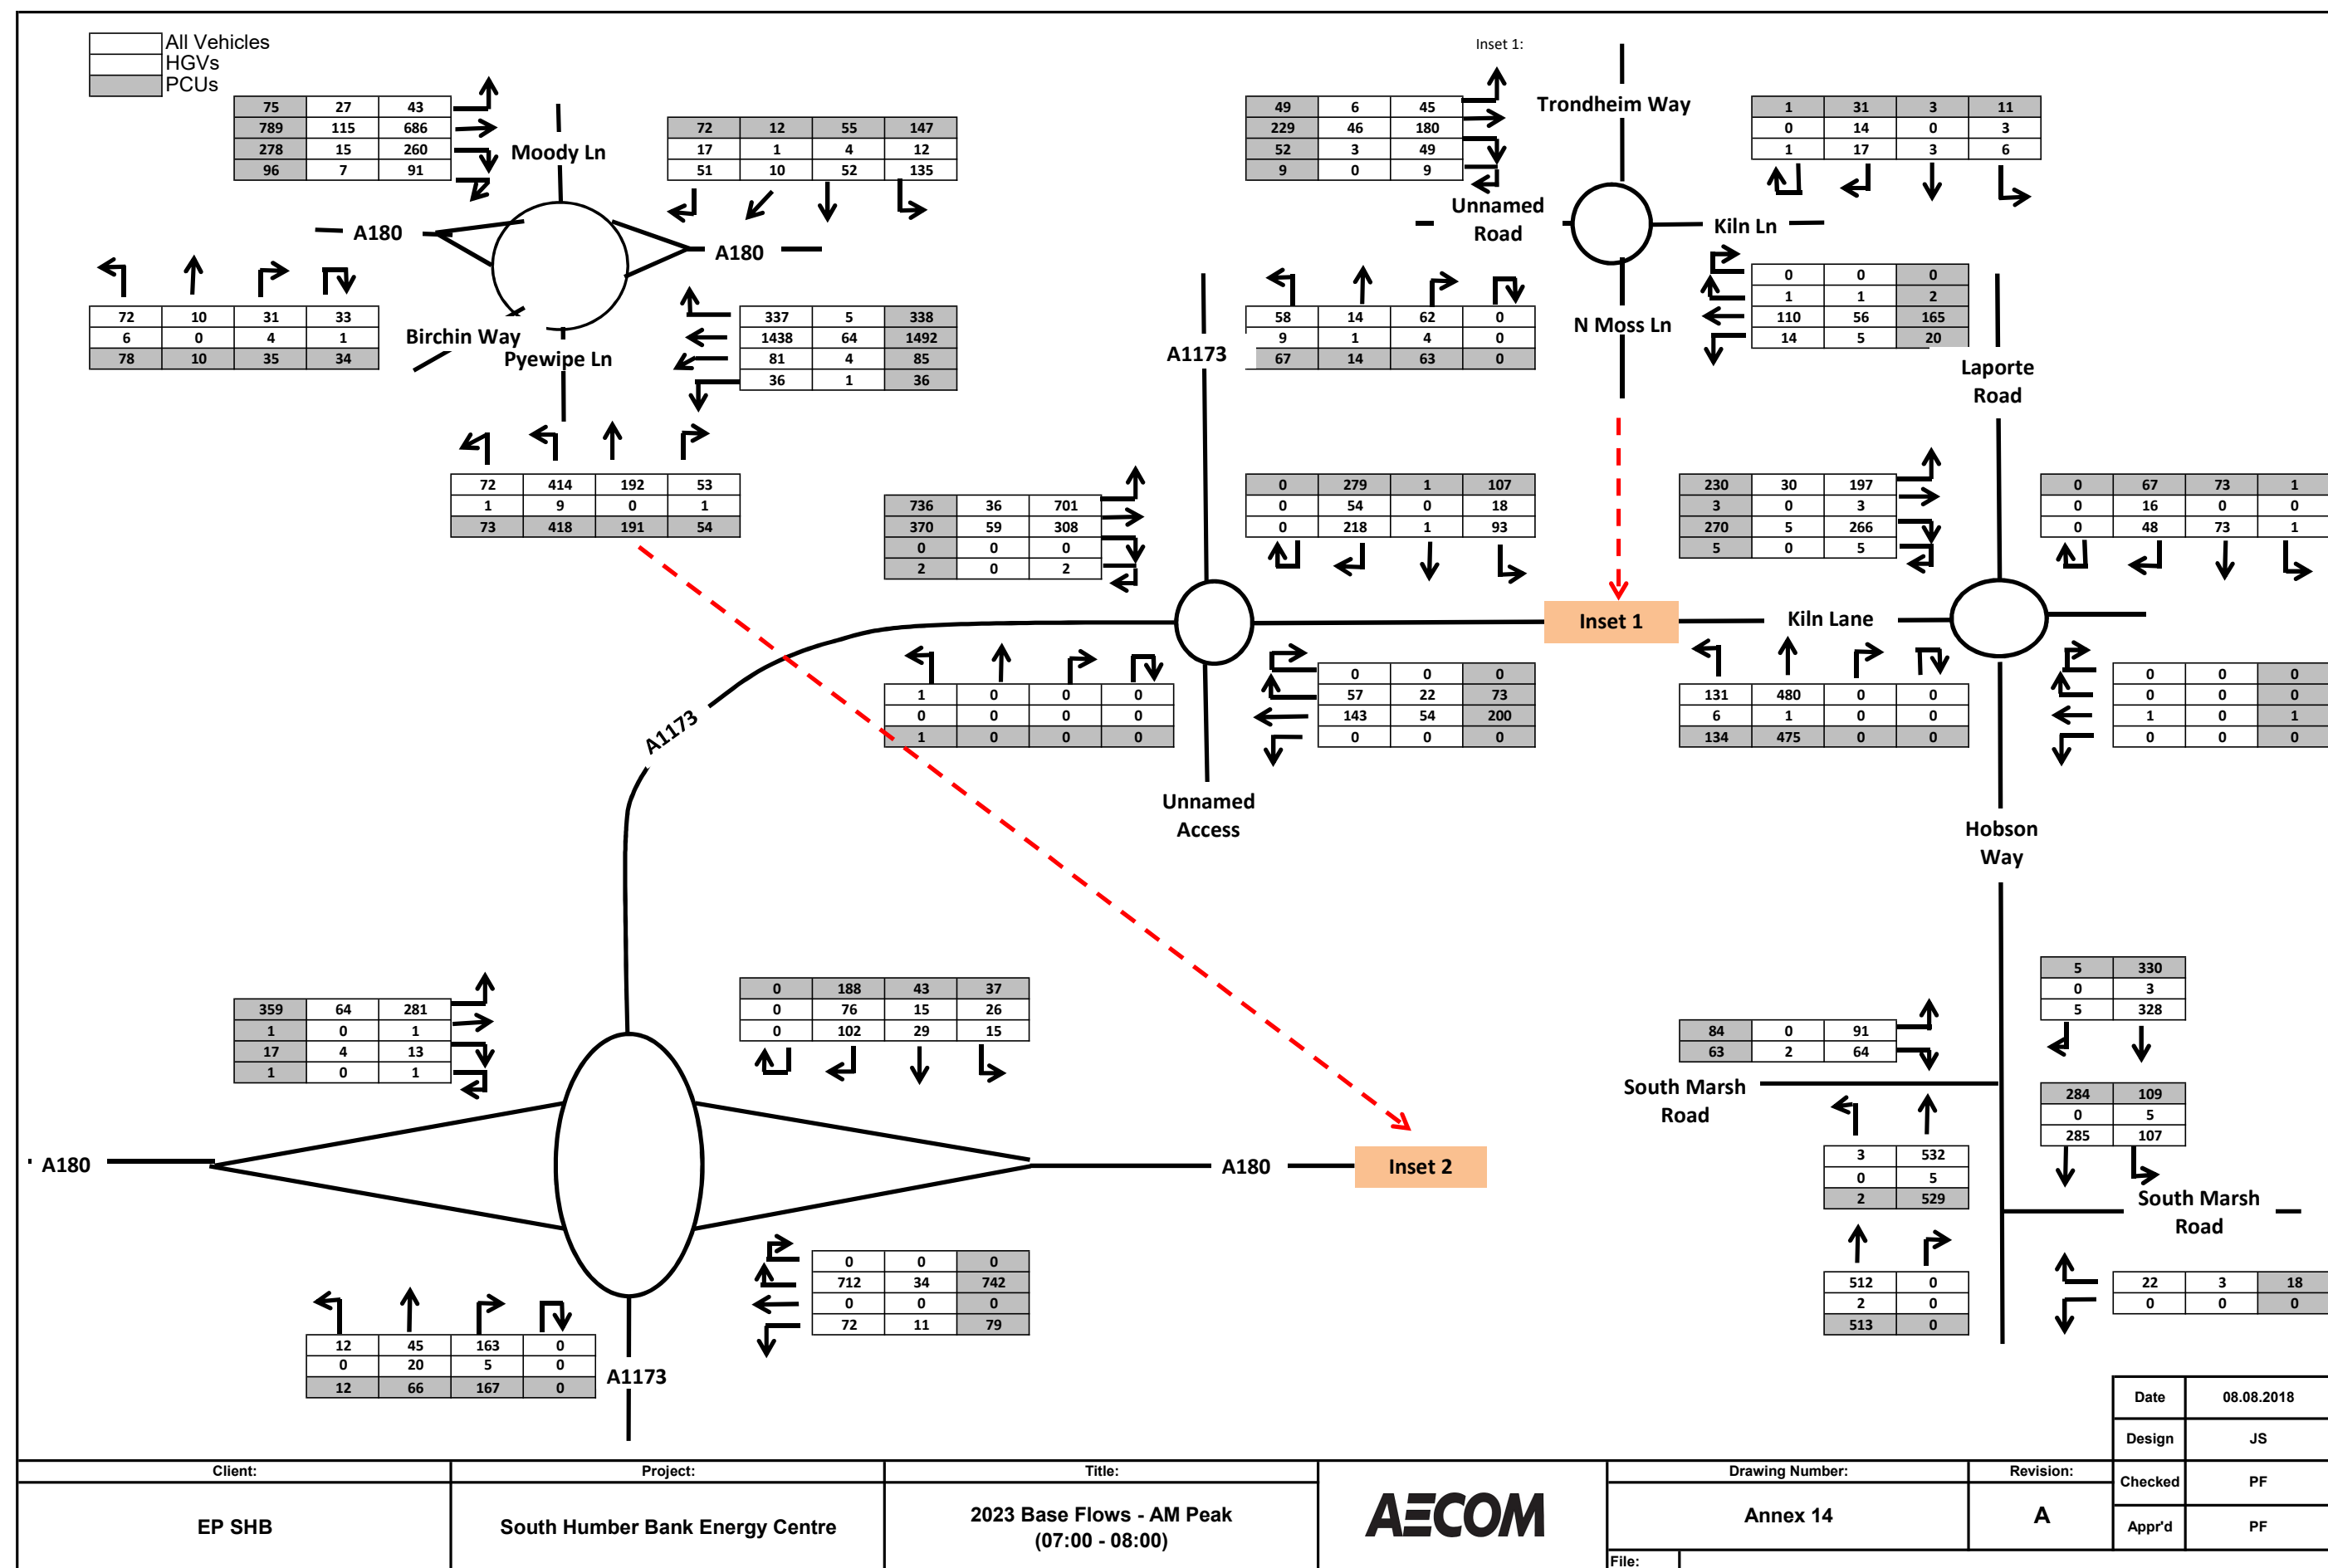 All Vehicles
HGVs
PCUs
75 27 43
789 115 686
278 15 260
96 7 91
Moody Ln
72 12 55 147
17 1 4 12
51 10 52 135
A180
A180
72 10 31 33
6 0 4 1
78 10 35 34
Birchin Way
Pyewipe Ln
337 5 338
1438 64 1492
81 4 85
36 1 36
72 414 192 53
1 9 0 1
73 418 191 54
Inset 1:
49 6 45
229 46 180
52 3 49
9 0 9
Trondheim Way
1 31 3 11
0 14 0 3
1 17 3 6
Unnamed
Road
Kiln Ln
58 14 62 0
9 1 4 0
67 14 63 0
N Moss Ln
0 0 0
1 1 2
110 56 165
14 5 20
A1173
Laporte
Road
736 36 701
370 59 308
0 0 0
2 0 2
0 279 1 107
0 54 0 18
0 218 1 93
230 30 197
3 0 3
270 5 266
5 0 5
0 67 73 1
0 16 0 0
0 48 73 1
Inset 1
Kiln Lane
1 0 0 0
0 0 0 0
1 0 0 0
0 0 0
57 22 73
143 54 200
0 0 0
131 480 0 0
6 1 0 0
134 475 0 0
0 0 0
0 0 0
1 0 1
0 0 0
A1173
Unnamed
Access
Hobson
Way
359 64 281
1 0 1
17 4 13
1 0 1
0 188 43 37
0 76 15 26
0 102 29 15
5 330
0 3
5 328
84 0 91
63 2 64
South Marsh
Road
284 109
0 5
285 107
A180
A180
Inset 2
3 532
0 5
2 529
South Marsh
Road
0 0 0
712 34 742
0 0 0
72 11 79
512 0
2 0
513 0
22 3 18
0 0 0
12 45 163 0
0 20 5 0
12 66 167 0
A1173
Date 08.08.2018
Design JS
Checked PF
Appr'd PF
Client:
EP SHB
Project:
South Humber Bank Energy Centre
Title:
2023 Base Flows - AM Peak
(07:00 - 08:00)
AECOM
Drawing Number:
Annex 14
Revision:
A
File: